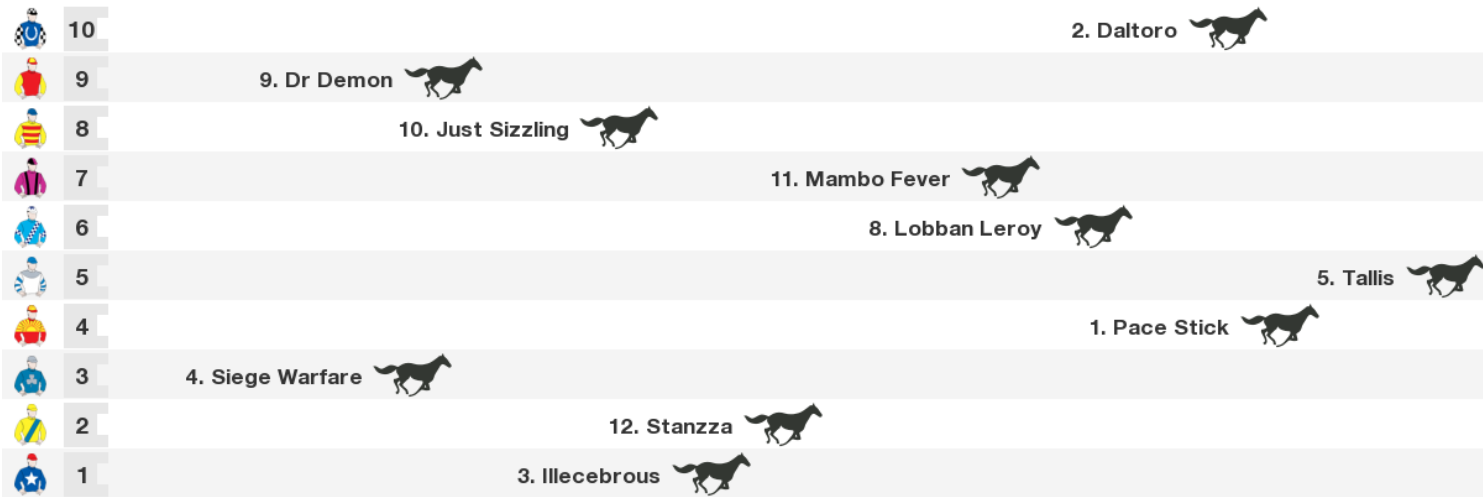 10 2. Daltoro
9 9. Dr Demon
8 10. Just Sizzling
7 11. Mambo Fever
6 8. Lobban Leroy
5 5. Tallis
4 1. Pace Stick
3 4. Siege Warfare
2 12. Stanzza
1 3. Illecebrous